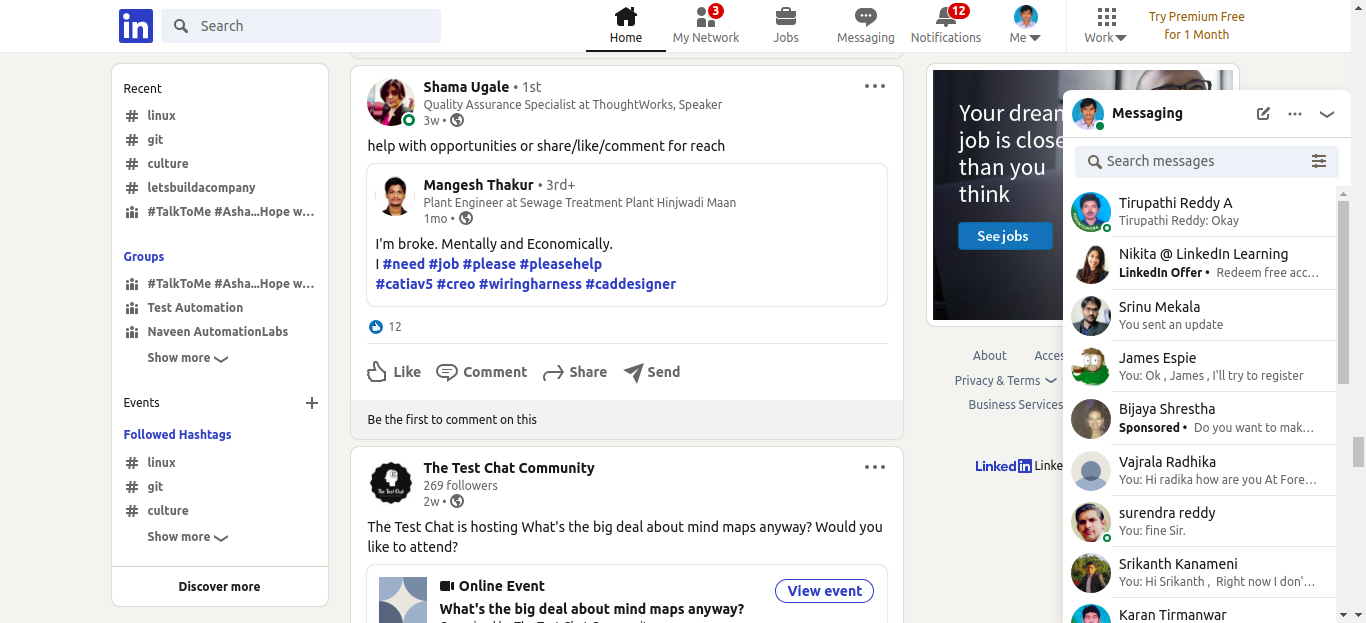 in
Search
Home
My Network
3
Jobs
Messaging
Notifications
12
Me
Work
Try Premium Free
for 1 Month
Recent
# linux
# git
# culture
# letsbuildacompany
#TalkToMe #Asha...Hope w...
Groups
#TalkToMe #Asha...Hope w...
Test Automation
Naveen AutomationLabs
Show more
Events
Followed Hashtags
# linux
# git
# culture
Show more
Discover more
Shama Ugale • 1st
Quality Assurance Specialist at ThoughtWorks, Speaker
3w •
help with opportunities or share/like/comment for reach
Mangesh Thakur • 3rd+
Plant Engineer at Sewage Treatment Plant Hinjwadi Maan
1mo •
I'm broke. Mentally and Economically.
I #need #job #please #pleasehelp
#catiav5 #creo #wiringharness #caddesigner
12
Like
Comment
Share
Send
Be the first to comment on this
The Test Chat Community
269 followers
2w •
The Test Chat is hosting What's the big deal about mind maps anyway? Would you
like to attend?
Online Event
What's the big deal about mind maps anyway?
View event
Your dream
job is close
than you
think
See jobs
About
Acces
Privacy & Terms
Business Services
Linked in Linke
Messaging
Search messages
Tirupathi Reddy A
Tirupathi Reddy: Okay
Nikita @ LinkedIn Learning
LinkedIn Offer • Redeem free acc...
Srinu Mekala
You sent an update
James Espie
You: Ok , James , I'll try to register
Bijaya Shrestha
Sponsored • Do you want to mak...
Vajrala Radhika
You: Hi radika how are you At Fore...
surendra reddy
You: fine Sir.
Srikanth Kanameni
You: Hi Srikanth , Right now I don'...
Karan Tirmanwar